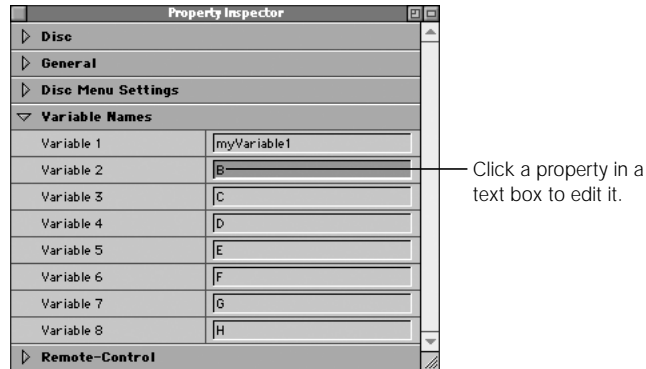 Property Inspector
Disc
General
Disc Menu Settings
Variable Names
Variable 1 myVariable1
Variable 2 B
Click a property in a
text box to edit it.
Variable 3 C
Variable 4 D
Variable 5 E
Variable 6 F
Variable 7 G
Variable 8 H
Remote-Control